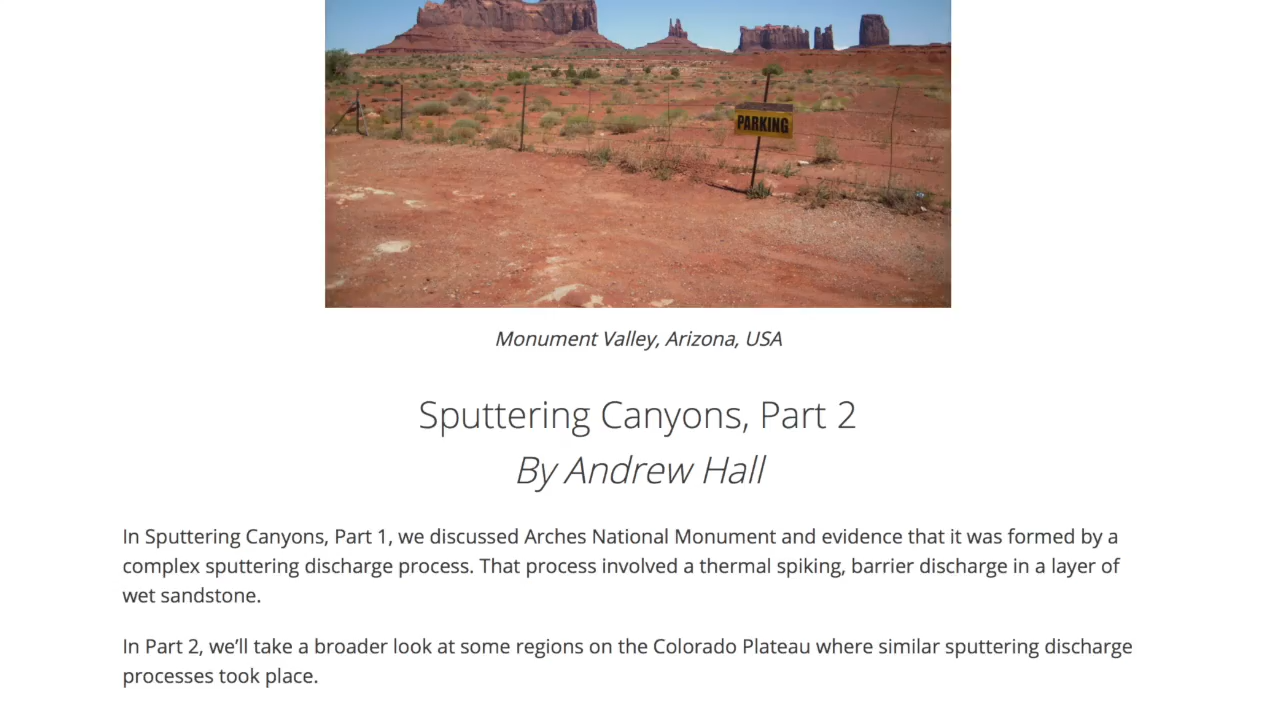 PARKING
Monument Valley, Arizona, USA
Sputtering Canyons, Part 2
By Andrew Hall
In Sputtering Canyons, Part 1, we discussed Arches National Monument and evidence that it was formed by a
complex sputtering discharge process. That process involved a thermal spiking, barrier discharge in a layer of
wet sandstone.
In Part 2, we’ll take a broader look at some regions on the Colorado Plateau where similar sputtering discharge
processes took place.